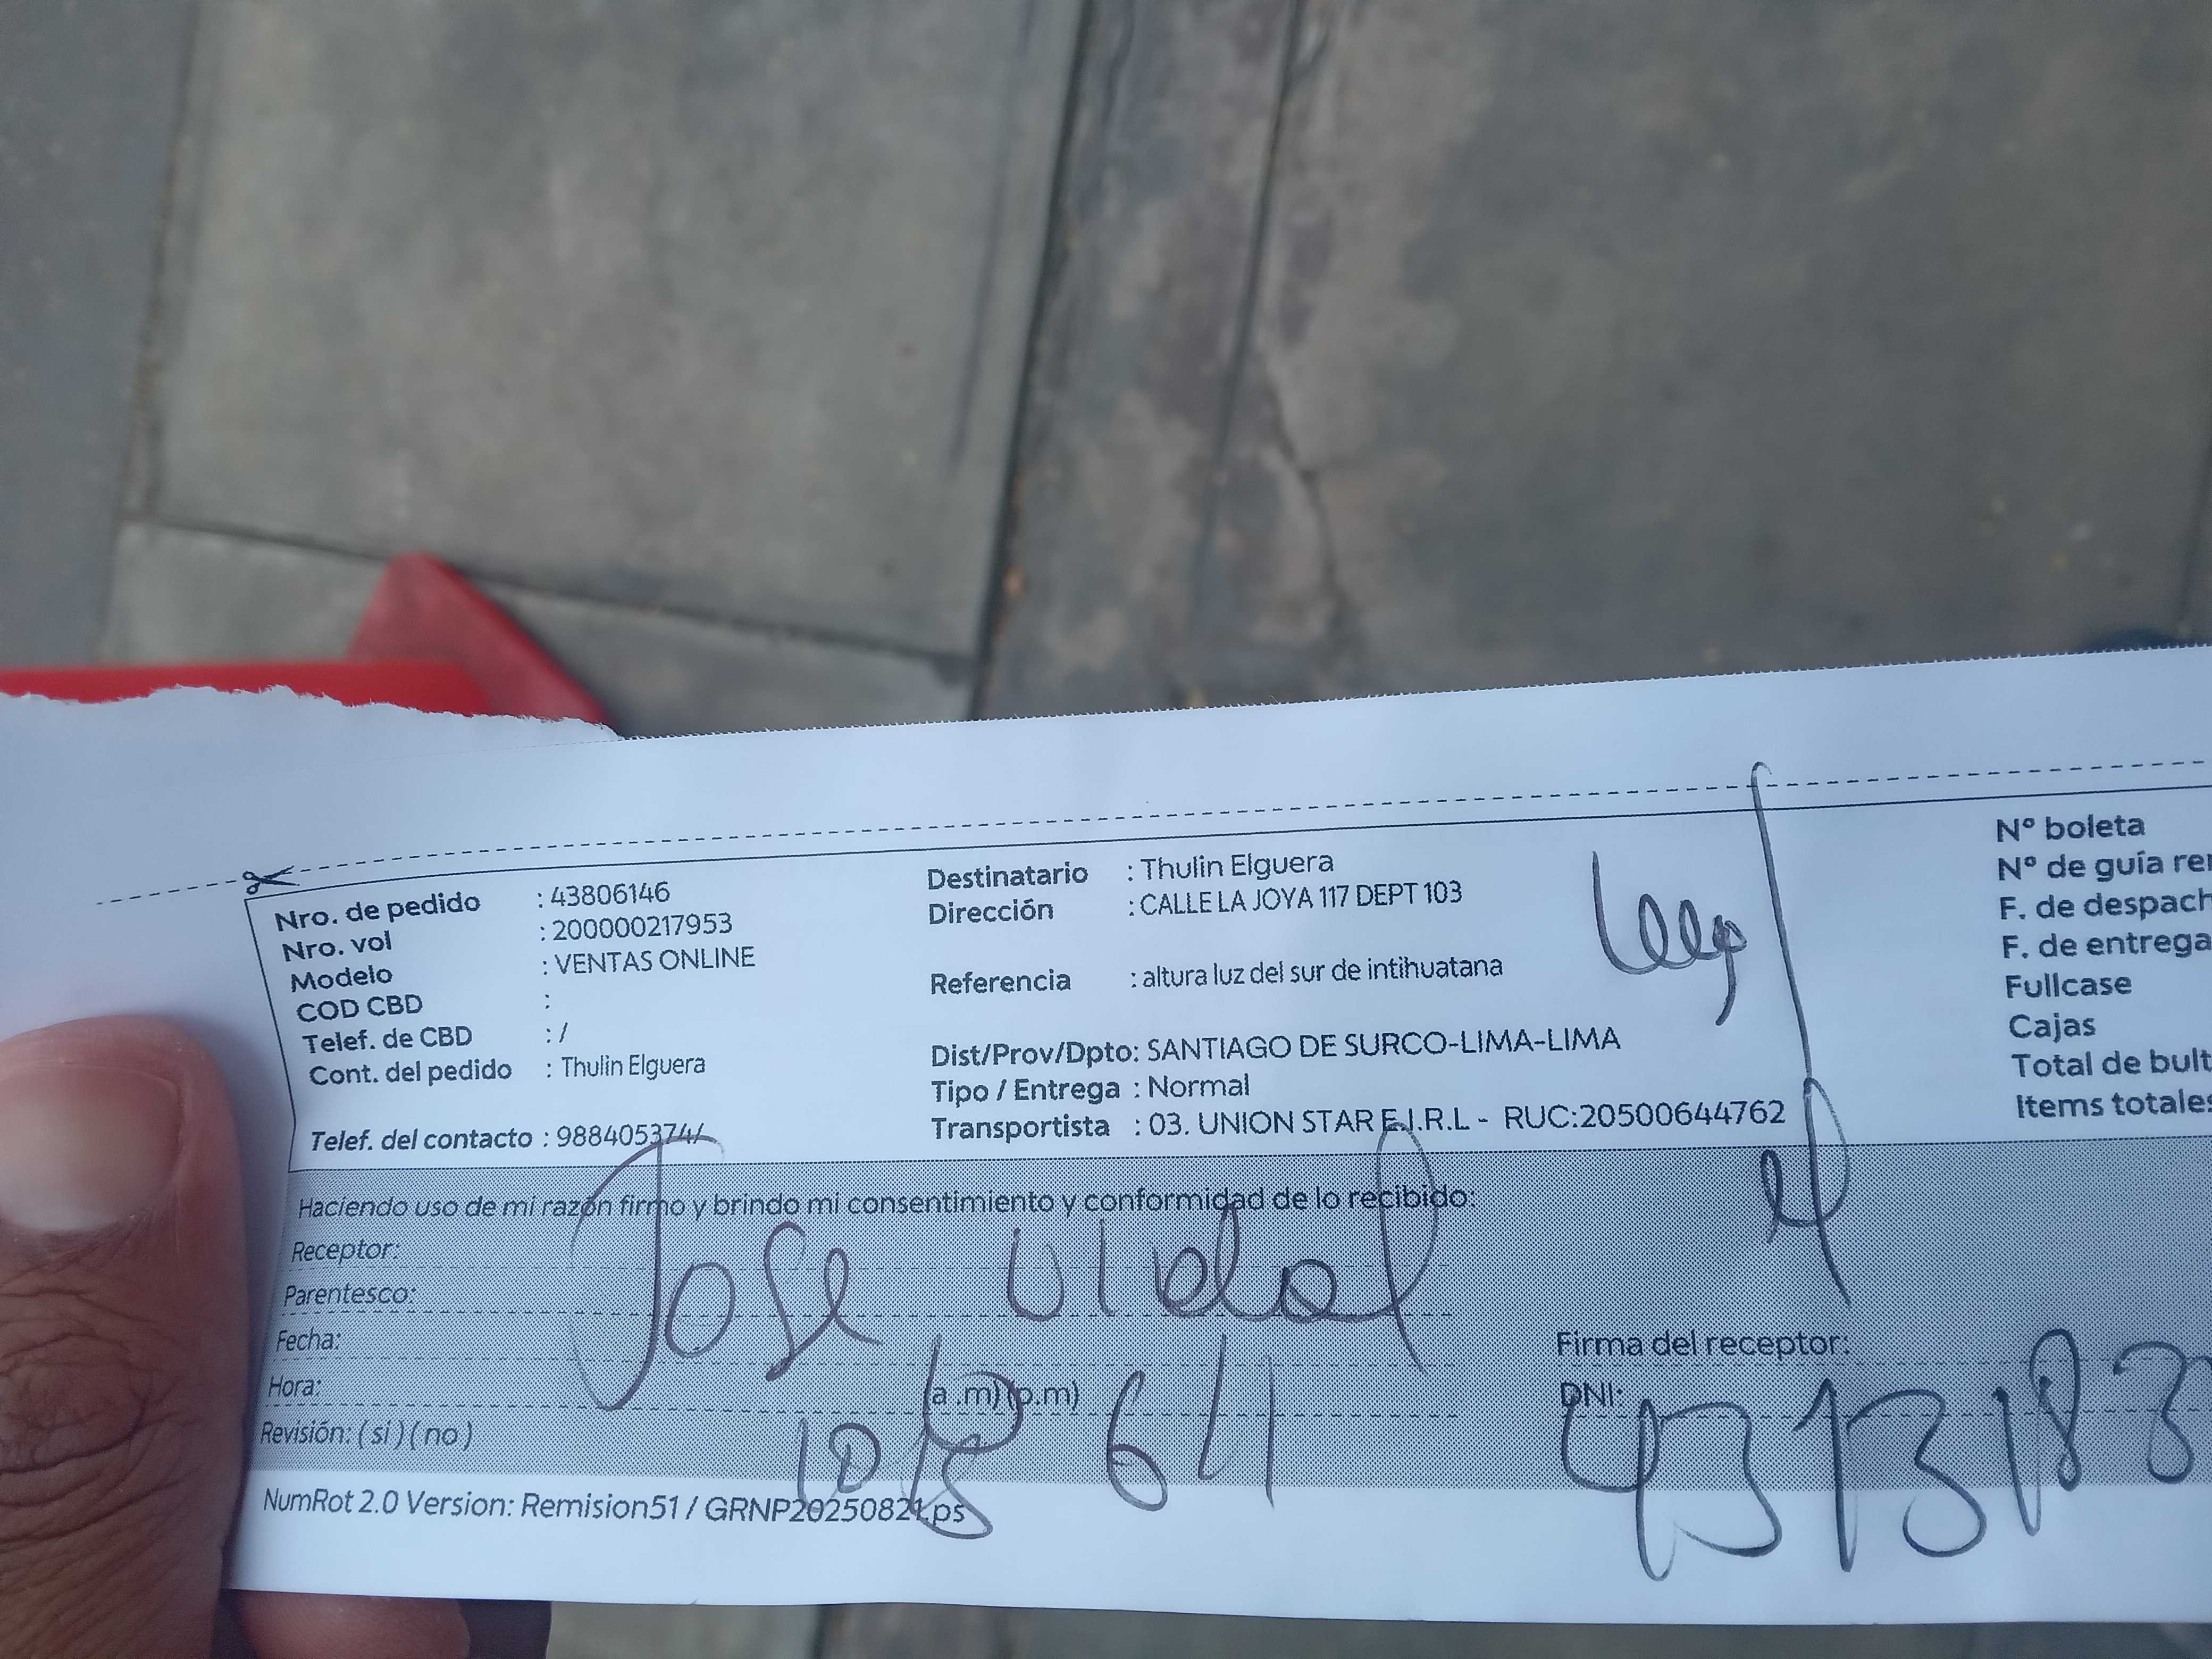 Nro. de pedido : 43806146
Nro. vol : 200000217953
Modelo : VENTAS ONLINE
COD CBD :
Telef. de CBD : /
Cont. del pedido : Thulin Elguera
Telef. del contacto : 988405374/
Destinatario : Thulin Elguera
Dirección : CALLE LA JOYA 117 DEPT 103
Referencia : altura luz del sur de intihuatana
Dist/Prov/Dpto: SANTIAGO DE SURCO-LIMA-LIMA
Tipo / Entrega : Normal
Transportista : 03. UNION STAR E.I.R.L - RUC:20500644762
Nº boleta
Nº de guía
F. de
F. de entrega
Fullcase
Cajas
Total de
Items totales
Haciendo uso de mi razón firmo y brindo mi consentimiento y conformidad de lo recibido:
Receptor:
Jose Vidal
Parentesco:
Fecha:
Hora: (a .m)(p.m)
Revisión: ( si ) ( no )
Firma del receptor:
DNI:
NumRot 2.0 Version: Remision51 / GRNP20250821.ps